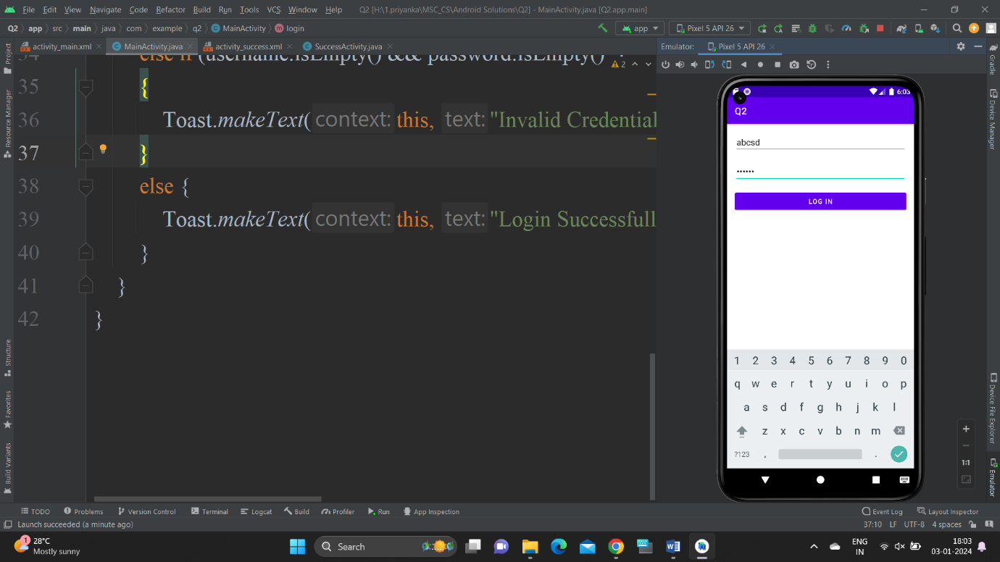 File Edit View Navigate Code Refactor Build Run Tools VCS Window Help Q2 [H:\1.priyanka\MSC_CS\Android Solutions\Q2] - MainActivity.java [Q2.app.main]
Q2 app src main java com example q2 MainActivity login app Pixel 5 API 26
activity_main.xml MainActivity.java activity_success.xml SuccessActivity.java Emulator: Pixel 5 API 26
34 else if (username.isEmpty() && password.isEmpty()
2
35 {
36 Toast.makeText( context: this, text: "Invalid Credential
37 }
38 else {
39 Toast.makeText( context: this, text: "Login Successfull
40 }
41 }
42 }
6:03
Q2
abcsd
••••••
LOG IN
1 2 3 4 5 6 7 8 9 0
q w e r t y u i o p
a s d f g h j k l
z x c v b n m
?123 , .
1:1
Project
Resource Manager
Structure
Favorites
Build Variants
Gradle
Device Manager
Device File Explorer
Emulator
TODO Problems Version Control Terminal Logcat Build Profiler Run App Inspection Event Log Layout Inspector
Launch succeeded (a minute ago) 37:10 LF UTF-8 4 spaces
1 28°C
Mostly sunny
Search
ENG
IN
18:03
03-01-2024